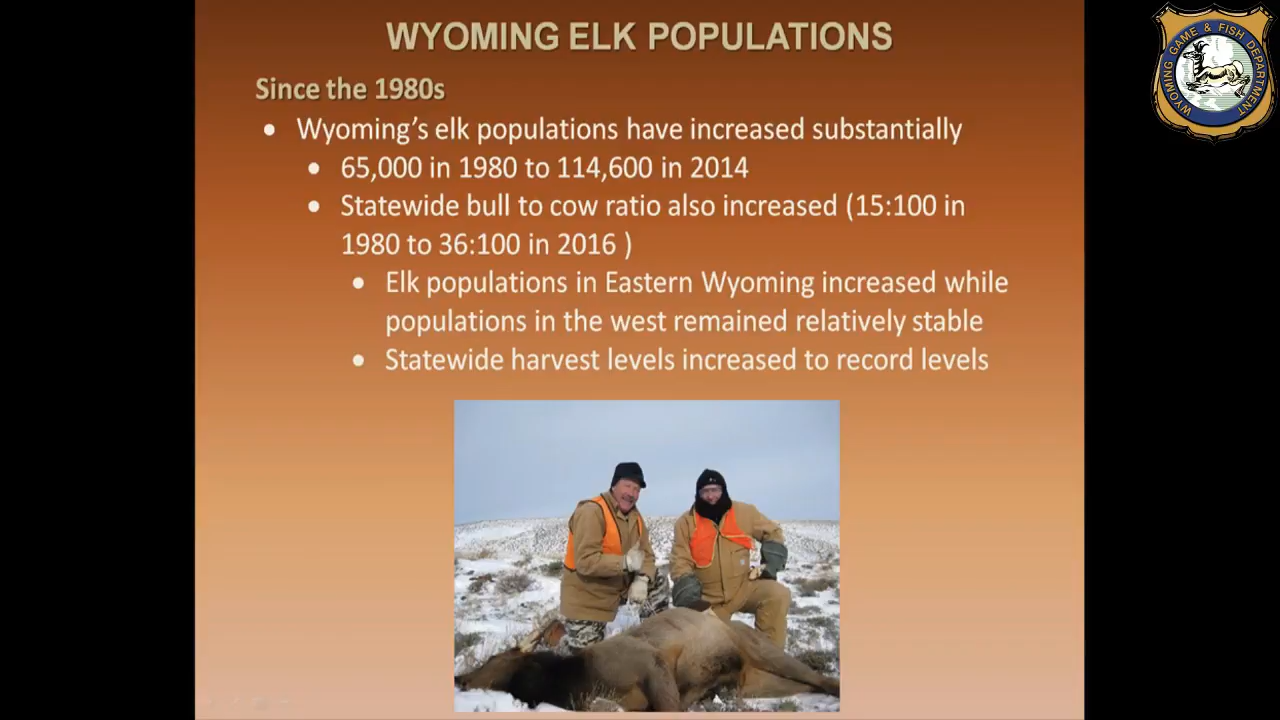 WYOMING ELK POPULATIONS
Since the 1980s
• Wyoming's elk populations have increased substantially
• 65,000 in 1980 to 114,600 in 2014
• Statewide bull to cow ratio also increased (15:100 in
1980 to 36:100 in 2016 )
• Elk populations in Eastern Wyoming increased while
populations in the west remained relatively stable
• Statewide harvest levels increased to record levels
WYOMING GAME & FISH DEPARTMENT